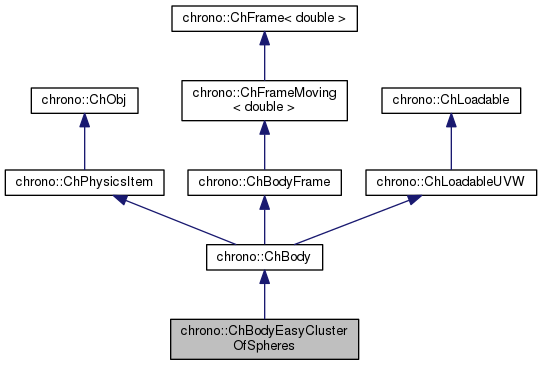 chrono::ChFrame< double >
chrono::ChFrameMoving
< double >
chrono::ChObj
chrono::ChLoadable
chrono::ChPhysicsItem
chrono::ChBodyFrame
chrono::ChLoadableUVW
chrono::ChBody
chrono::ChBodyEasyCluster
OfSpheres